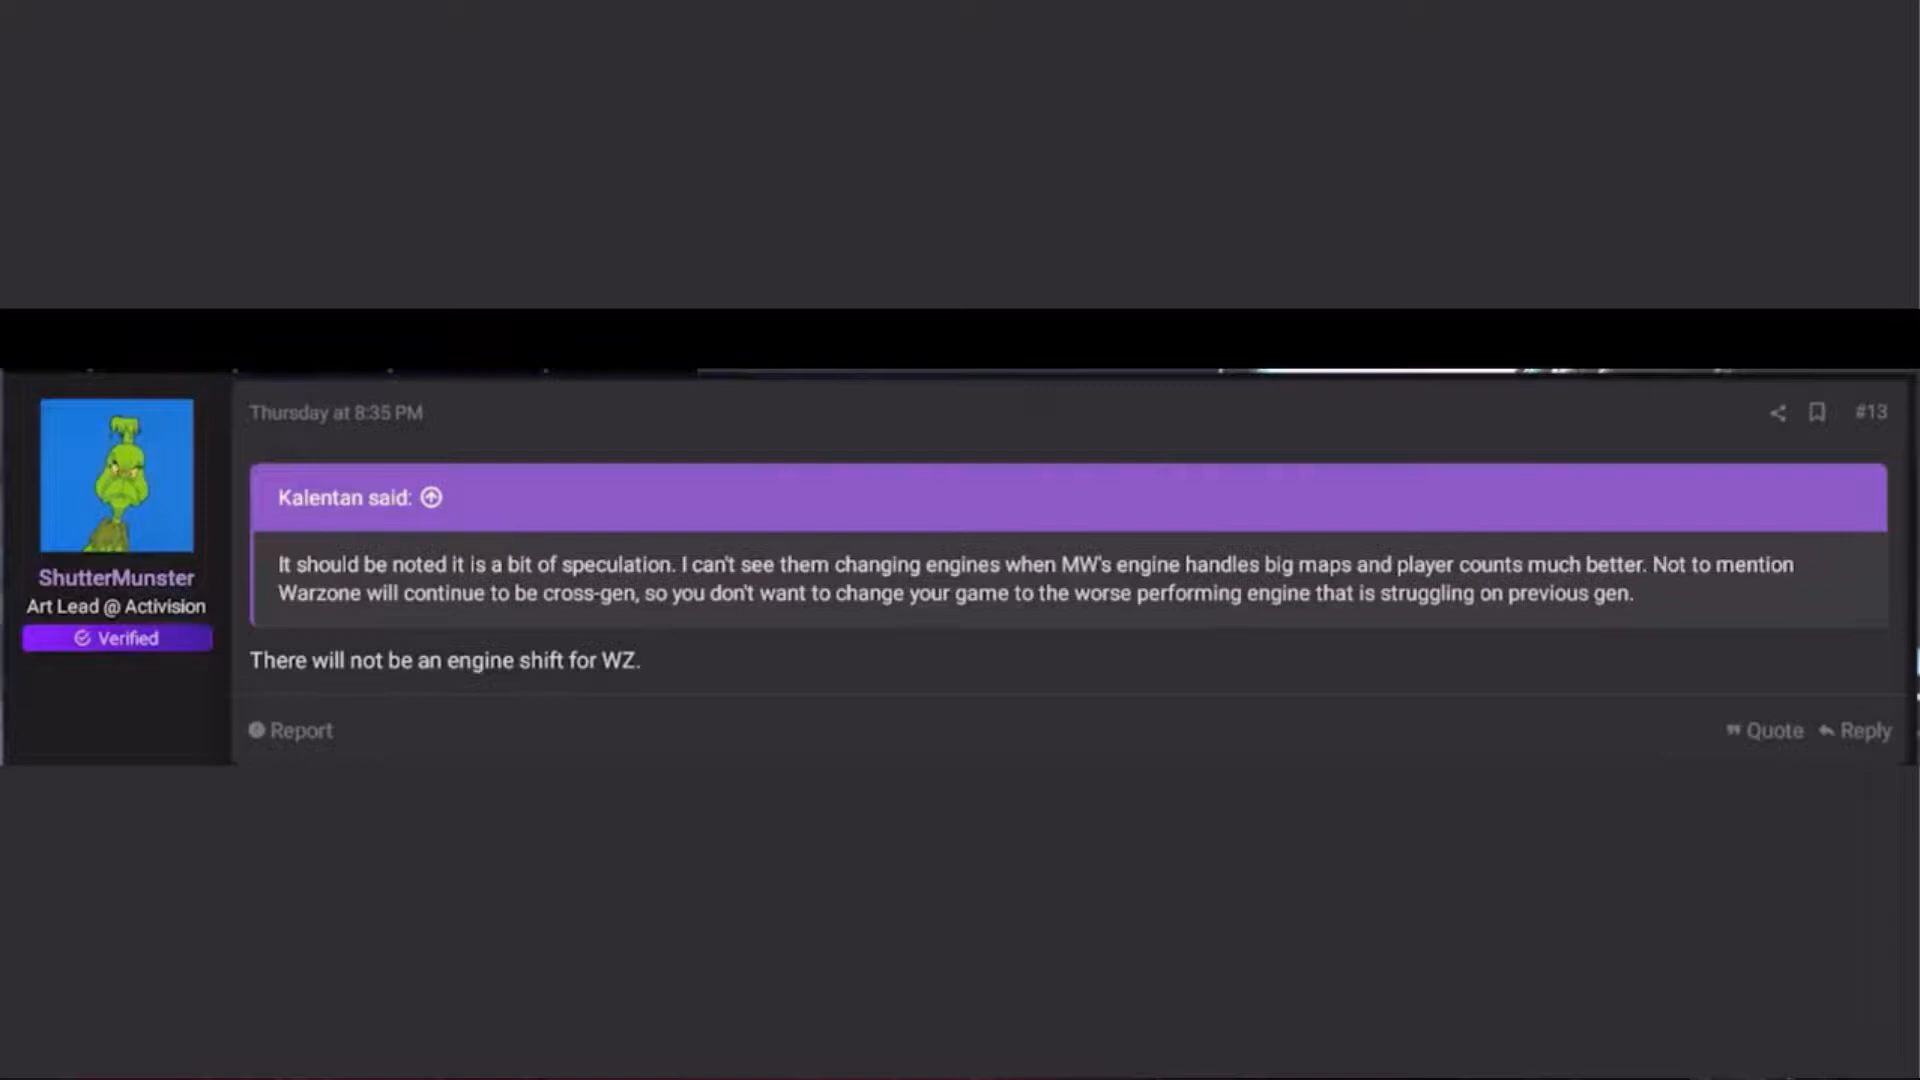 Thursday at 8:35 PM
#13
Kalentan said:
It should be noted it is a bit of speculation. I can't see them changing engines when MW's engine handles big maps and player counts much better. Not to mention
Warzone will continue to be cross-gen, so you don't want to change your game to the worse performing engine that is struggling on previous gen.
ShutterMunster
Art Lead @ Activision
Verified
There will not be an engine shift for WZ.
Report
Quote
Reply